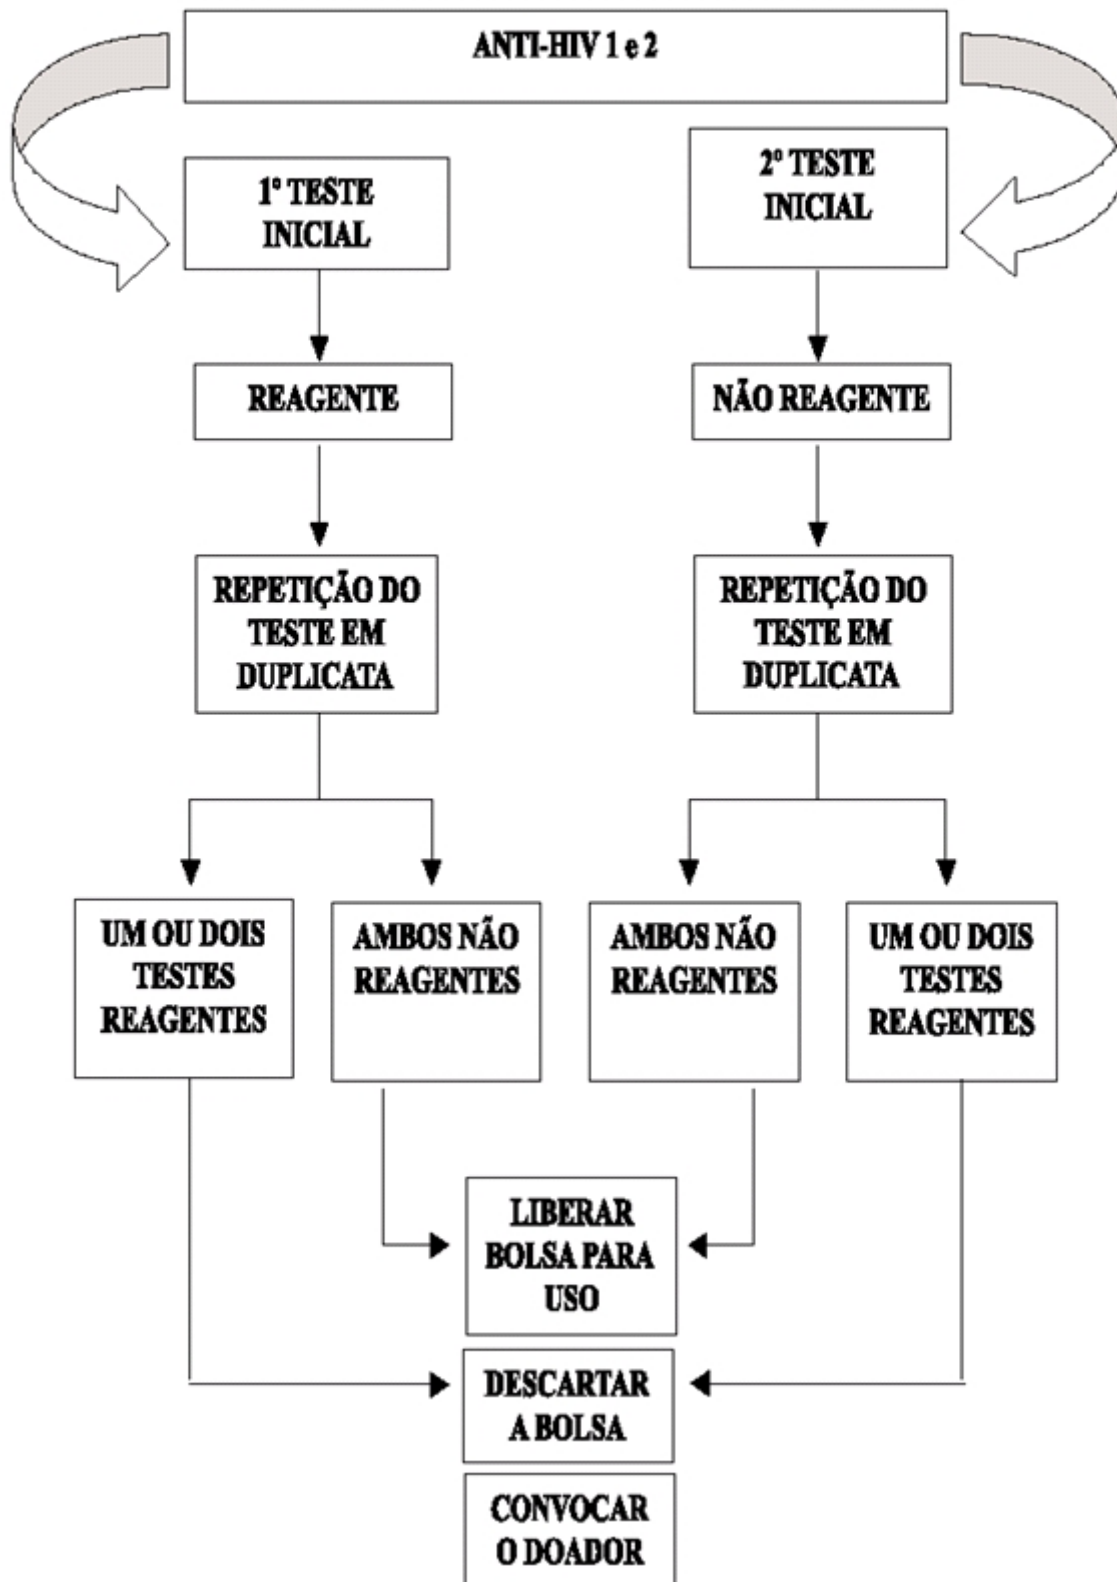 ANTI-HIV 1 e 2
1º TESTE
INICIAL
2º TESTE
INICIAL
REAGENTE
NÃO REAGENTE
REPETIÇÃO DO
TESTE EM
DUPLICATA
REPETIÇÃO DO
TESTE EM
DUPLICATA
UM OU DOIS
TESTES
REAGENTES
AMBOS NÃO
REAGENTES
AMBOS NÃO
REAGENTES
UM OU DOIS
TESTES
REAGENTES
LIBERAR
BOLSA PARA
USO
DESCARTAR
A BOLSA
CONVOCAR
O DOADOR